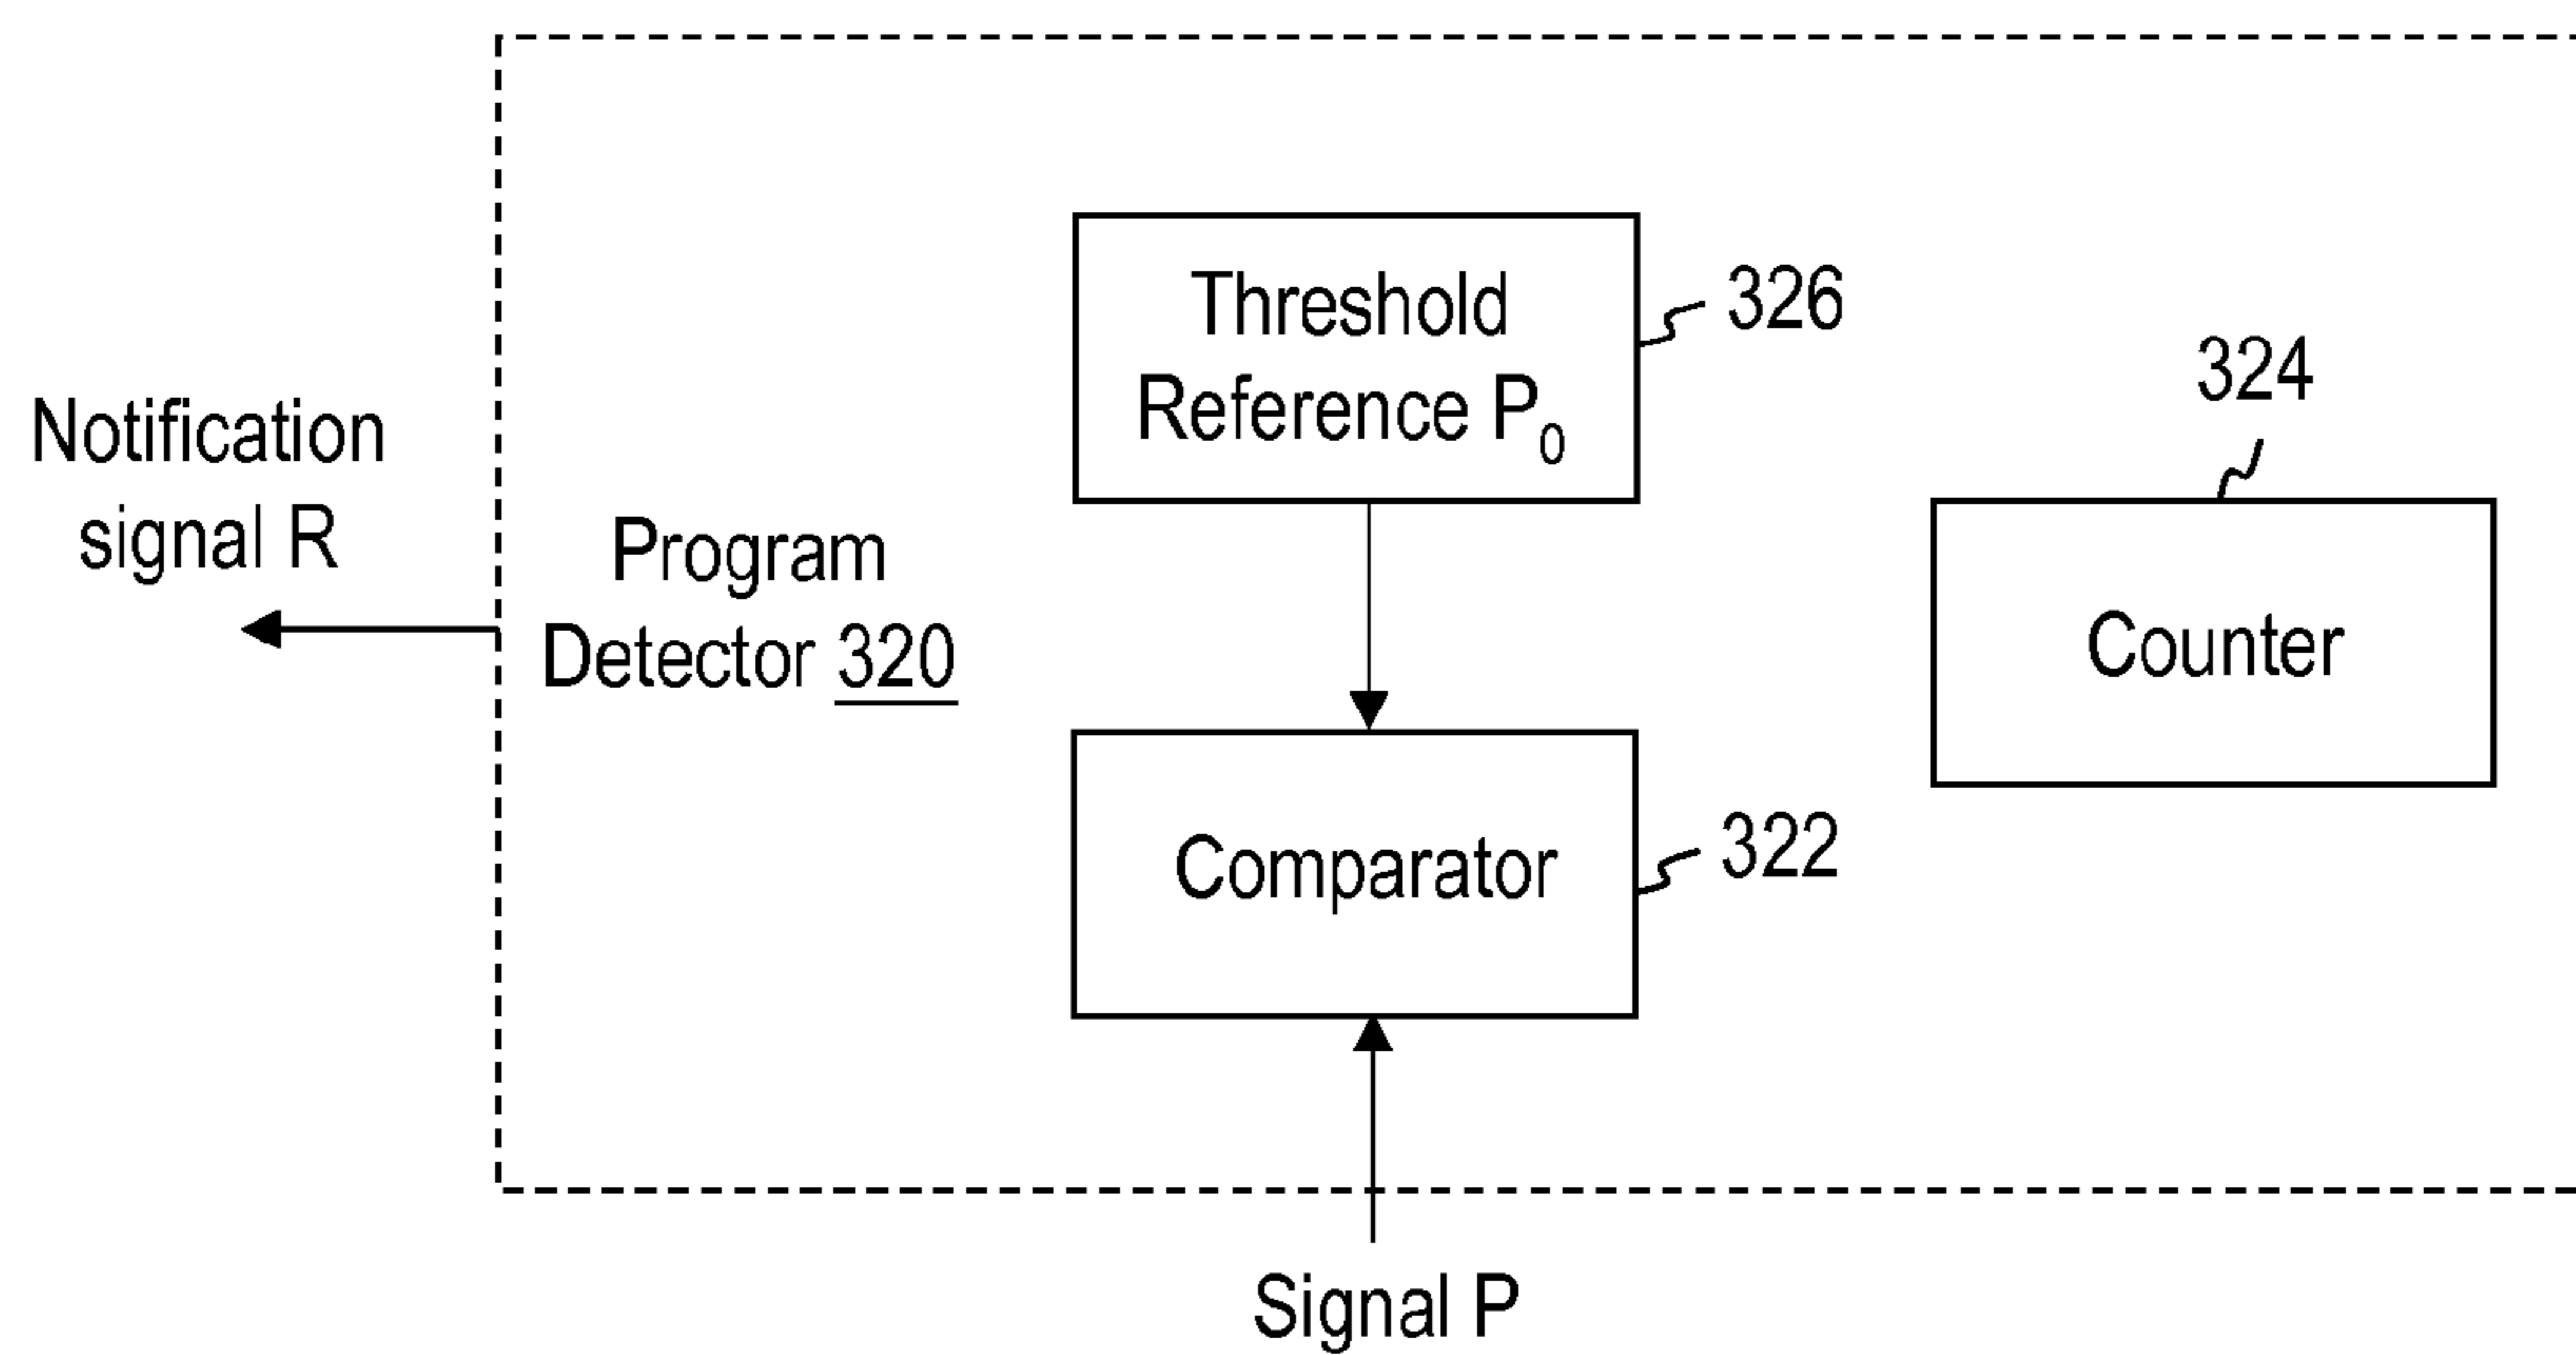 Threshold
Reference P₀
326
324
Notification
signal R
Program
Detector 320
Counter
Comparator
322
Signal P